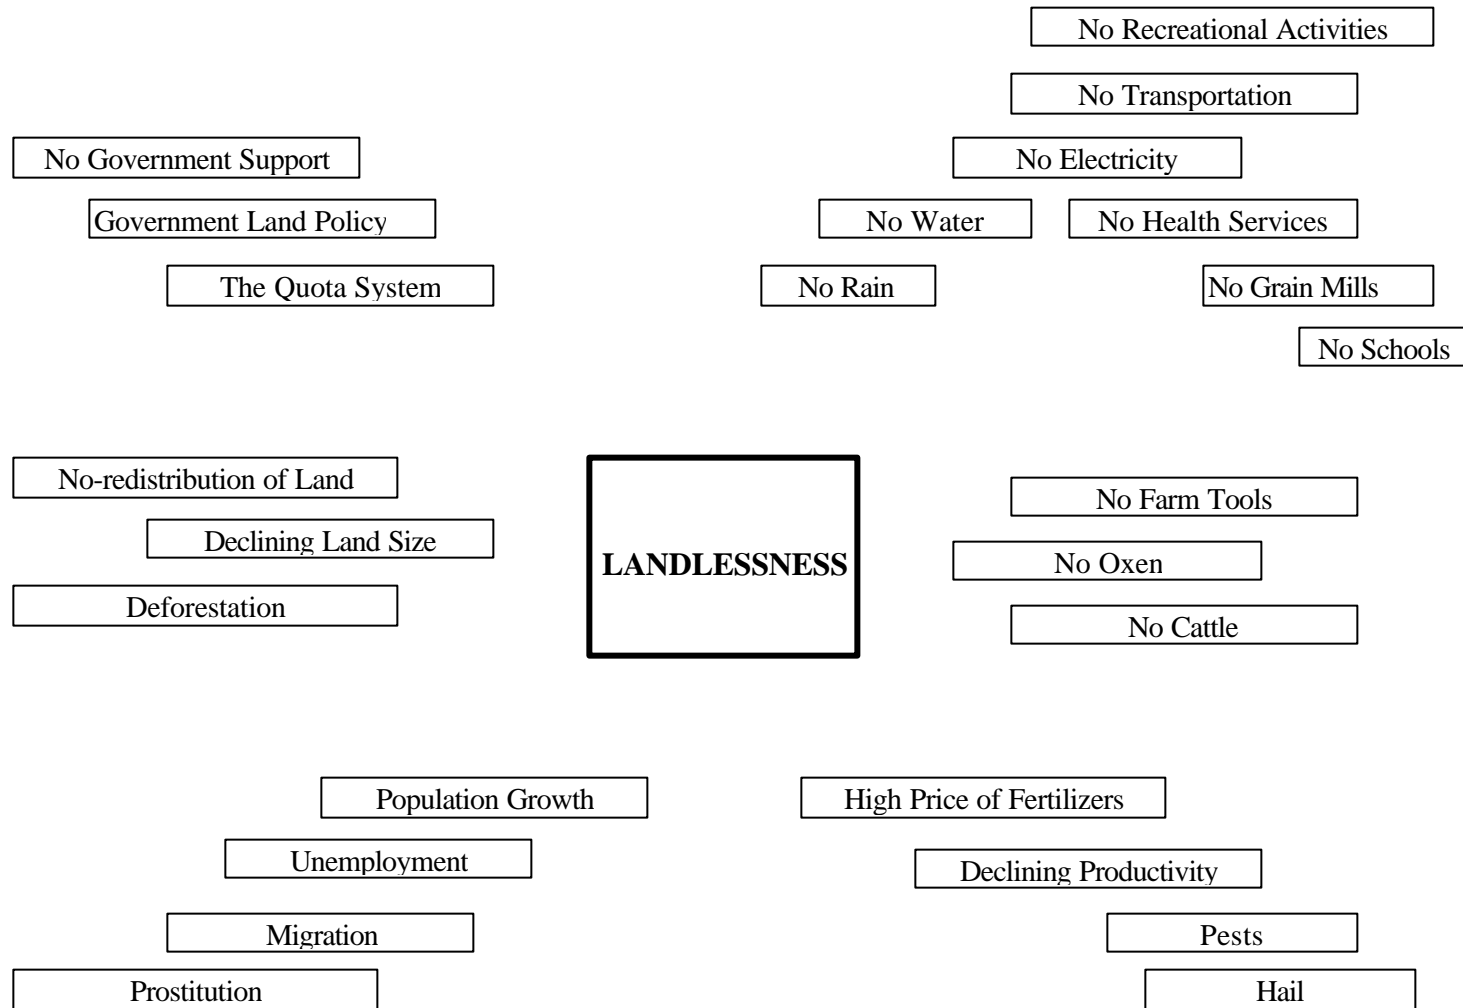 No Recreational Activities
No Transportation
No Government Support
No Electricity
Government Land Policy
No Water
No Health Services
The Quota System
No Rain
No Grain Mills
No Schools
No-redistribution of Land
No Farm Tools
Declining Land Size
LANDLESSNESS
No Oxen
Deforestation
No Cattle
Population Growth
High Price of Fertilizers
Unemployment
Declining Productivity
Migration
Pests
Prostitution
Hail